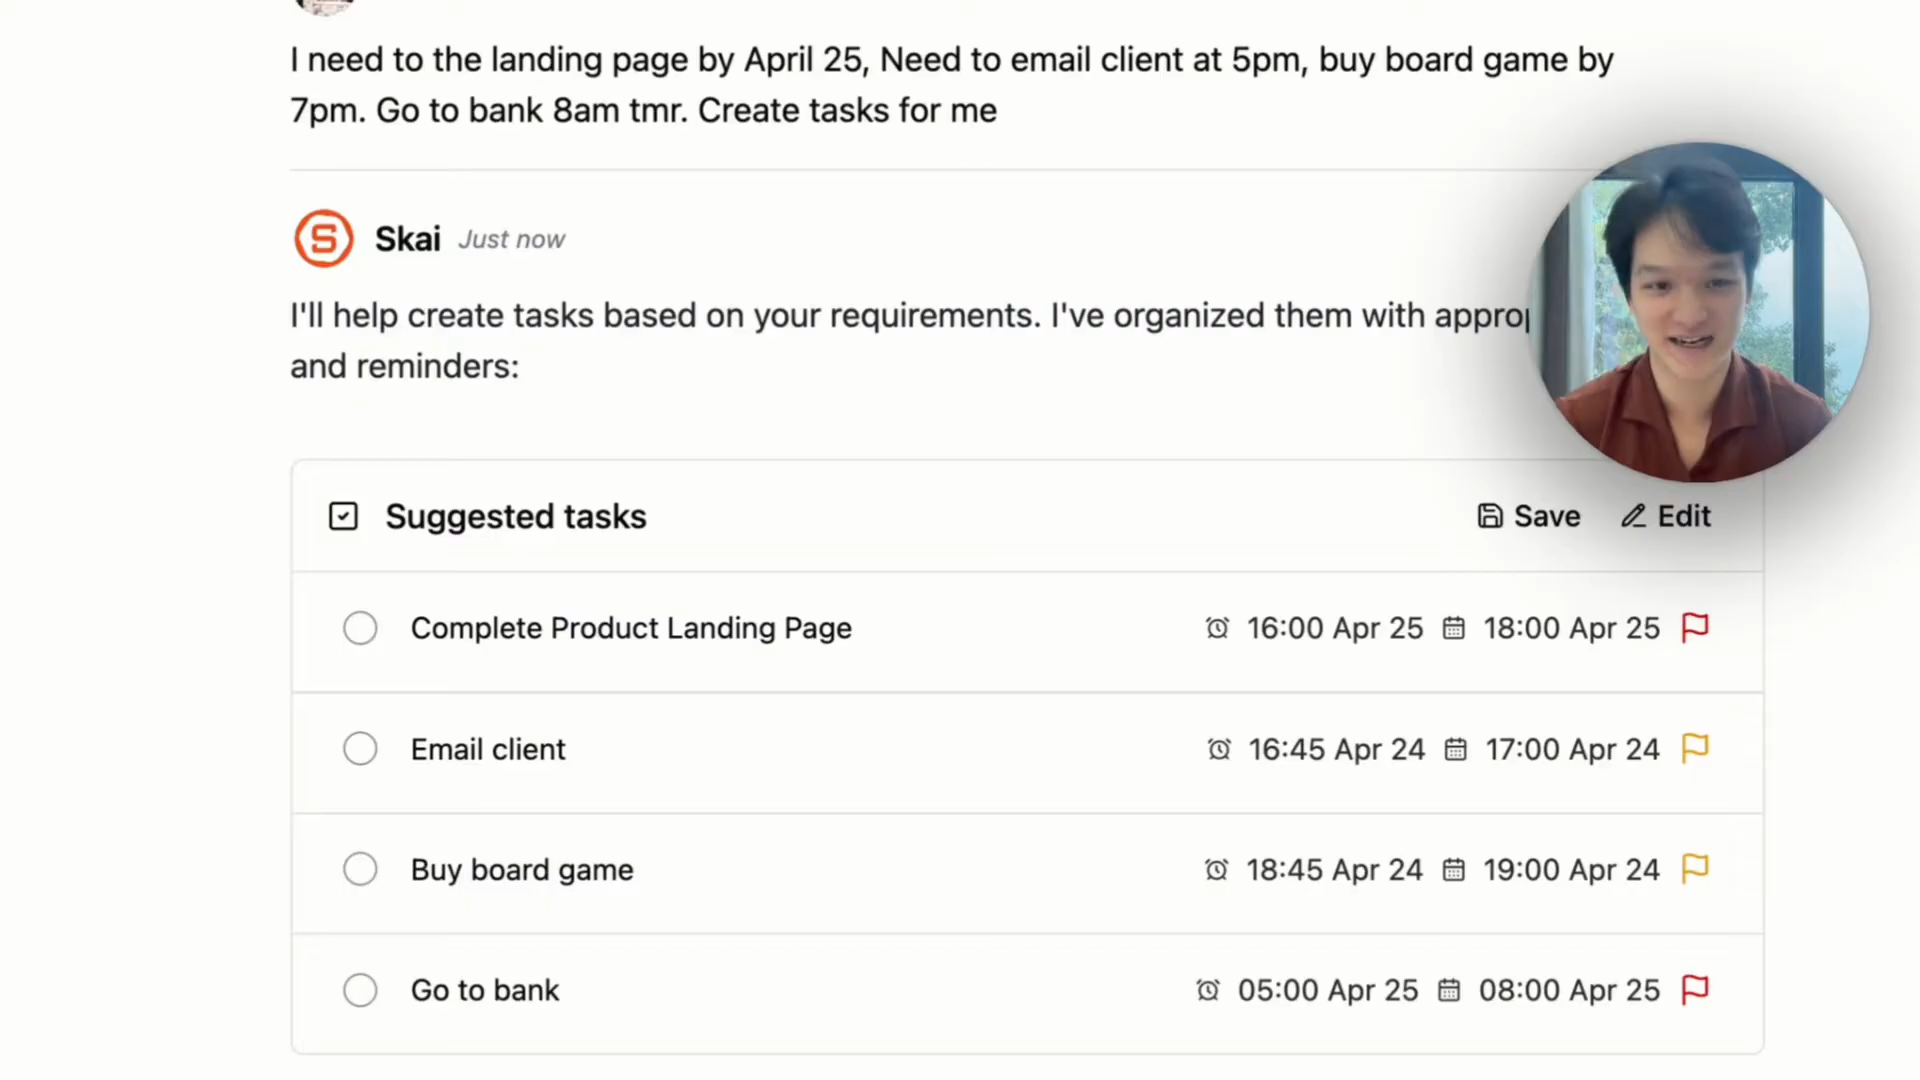 I need to the landing page by April 25, Need to email client at 5pm, buy board game by
7pm. Go to bank 8am tmr. Create tasks for me
S Skai Just now
I'll help create tasks based on your requirements. I've organized them with
and reminders:
Suggested tasks Save Edit
Complete Product Landing Page 16:00 Apr 25 18:00 Apr 25
Email client 16:45 Apr 24 17:00 Apr 24
Buy board game 18:45 Apr 24 19:00 Apr 24
Go to bank 05:00 Apr 25 08:00 Apr 25